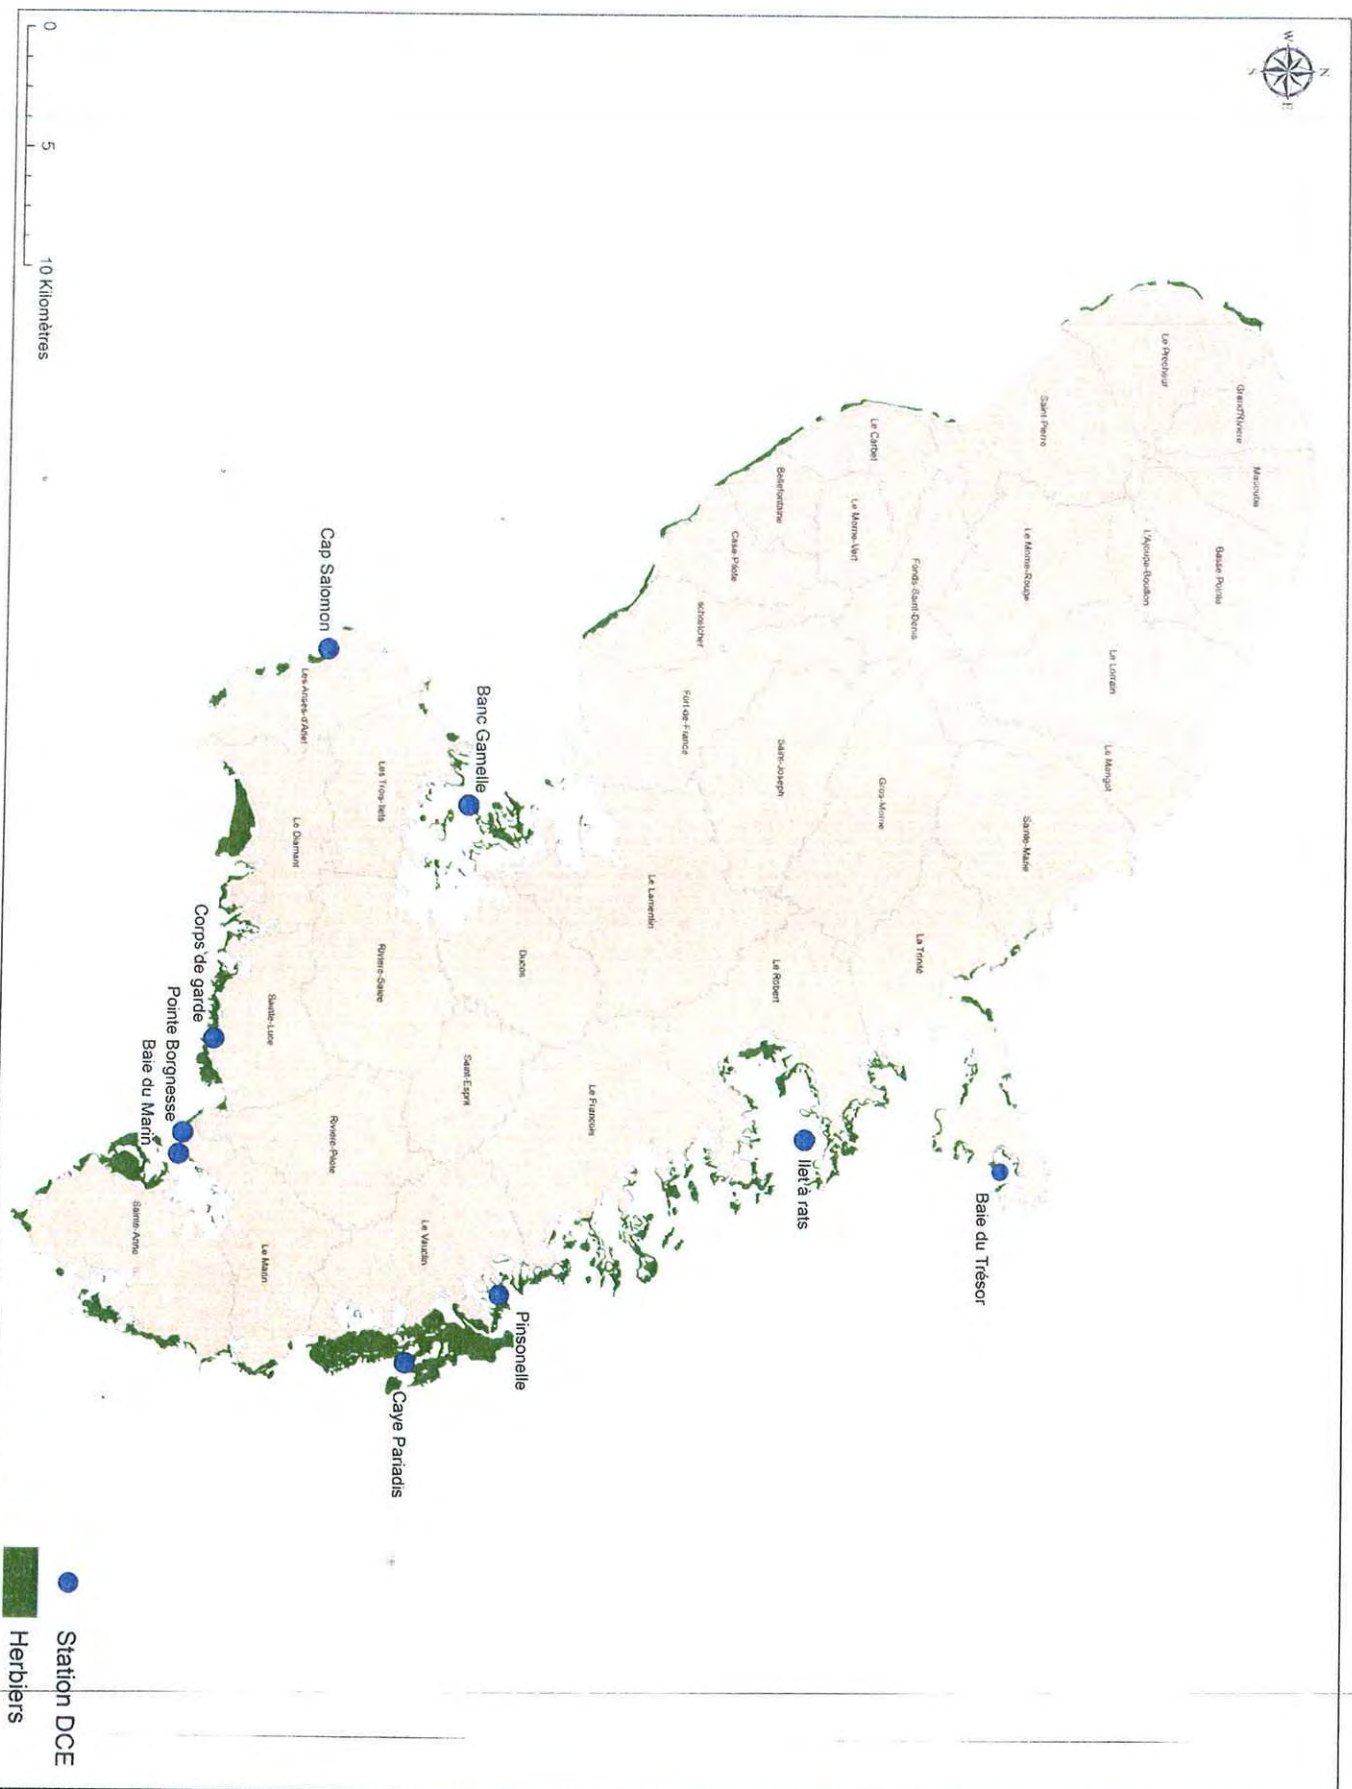 W
N
E
S
Grand'Rivière
Macouba
Basse-Pointe
Le Prêcheur
L'Ajoupa-Bouillon
Le Lorrain
Le Marigot
Saint-Pierre
Le Morne-Rouge
Sainte-Marie
Fonds-Saint-Denis
Gros-Morne
La Trinité
Le Carbet
Le Morne-Vert
Baie du Trésor
Bellefontaine
Case-Pilote
Saint-Joseph
Le Robert
Ilet à rats
schoelcher
Fort-de-France
Le Lamentin
Le François
Banc Gamelle
Ducos
Saint-Esprit
Pinsonelle
Les Trois-Ilets
Rivière-Salée
Le Vauclin
Caye Pariadis
Cap Salomon
Les Anses-d'Arlet
Le Diamant
Rivière-Pilote
Sainte-Luce
Le Marin
Corps de garde
Pointe Borgnesse
Baie du Marin
Sainte-Anne
0 5 10 Kilomètres
Station DCE
Herbiers